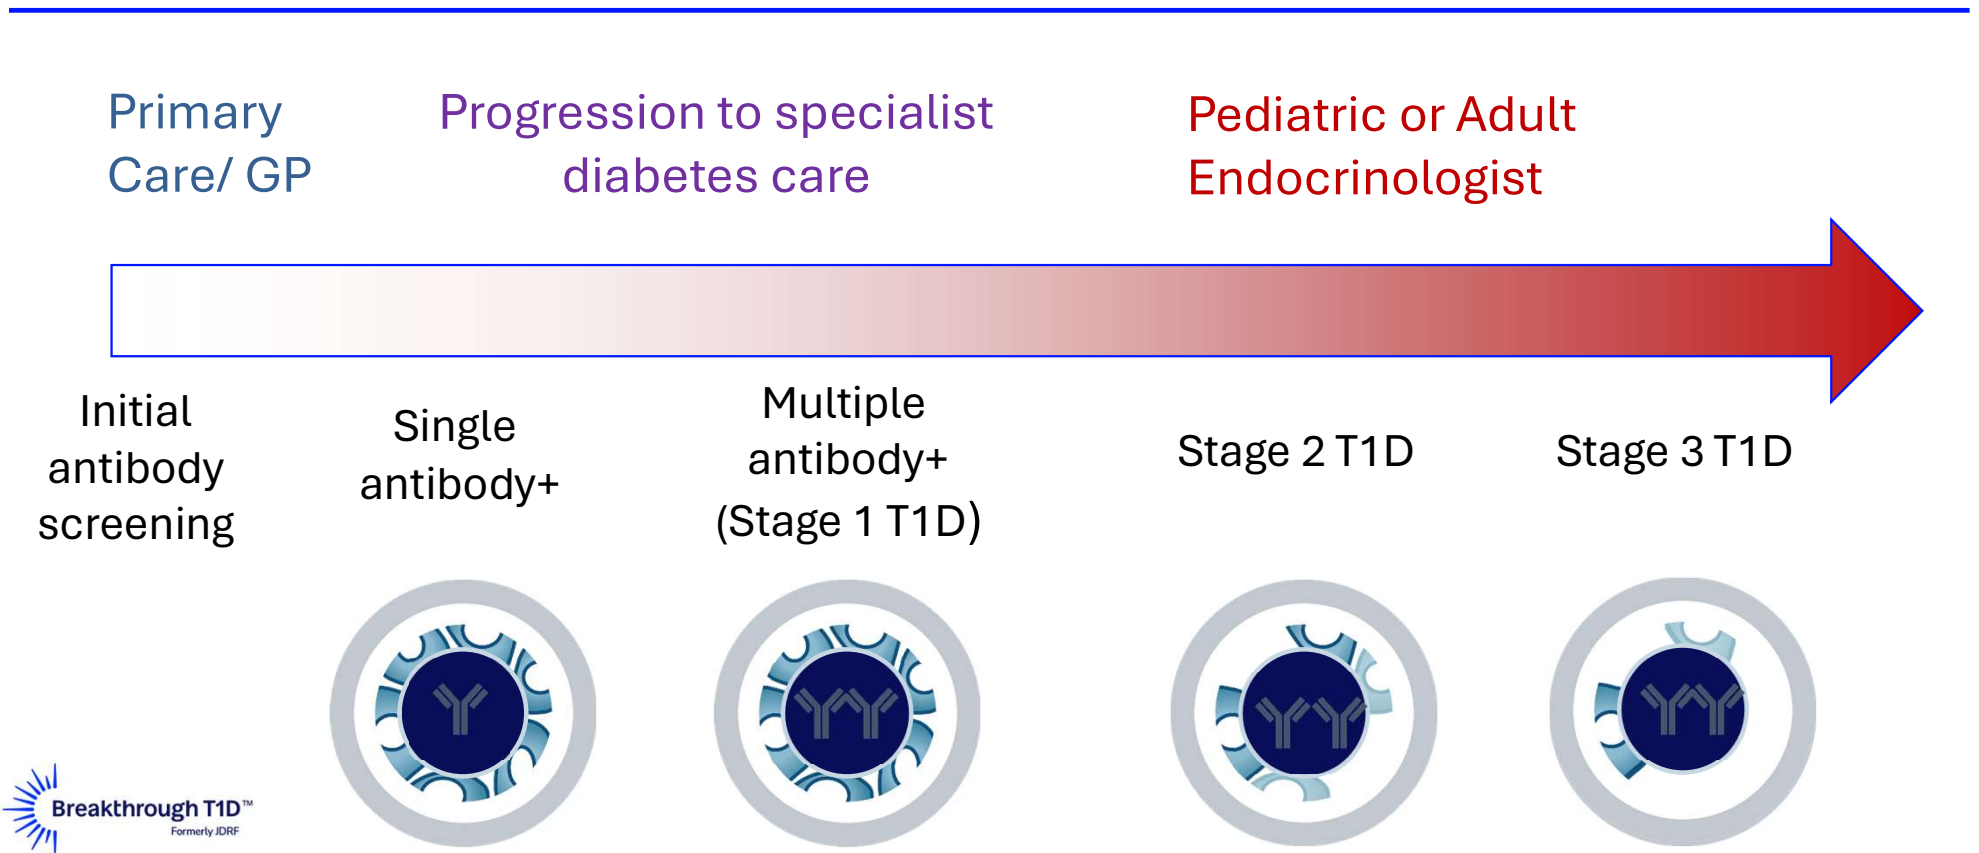 Primary
Care/ GP
Progression to specialist
diabetes care
Pediatric or Adult
Endocrinologist
Initial
antibody
screening
Single
antibody+
Multiple
antibody+
(Stage 1 T1D)
Stage 2 T1D
Stage 3 T1D
Breakthrough T1D™
Formerly JDRF